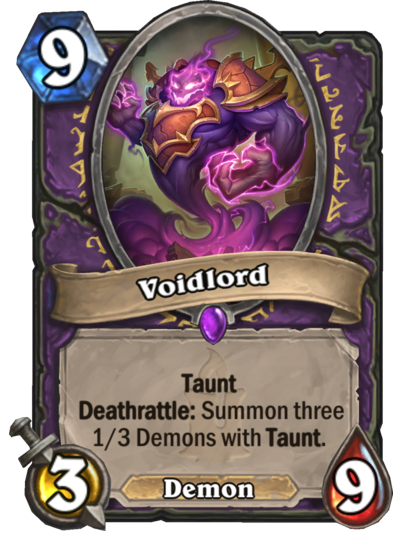 9
Voidlord
Taunt
Deathrattle: Summon three
1/3 Demons with Taunt.
3
Demon
9